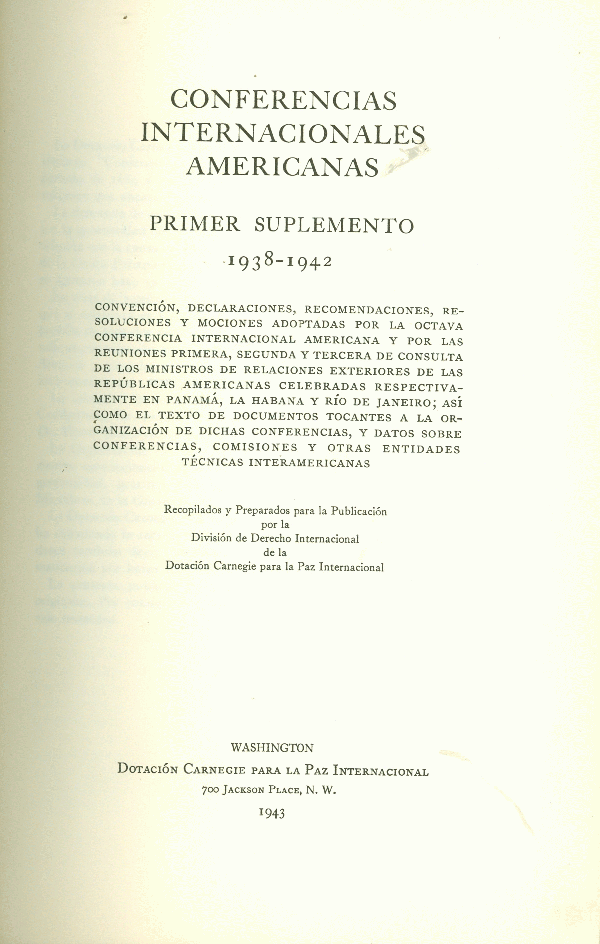 CONFERENCIAS
INTERNACIONALES
AMERICANAS
PRIMER SUPLEMENTO
1938-1942
CONVENCIÓN, DECLARACIONES, RECOMENDACIONES, RE-
SOLUCIONES Y MOCIONES ADOPTADAS POR LA OCTAVA
CONFERENCIA INTERNACIONAL AMERICANA Y POR LAS
REUNIONES PRIMERA, SEGUNDA Y TERCERA DE CONSULTA
DE LOS MINISTROS DE RELACIONES EXTERIORES DE LAS
REPÚBLICAS AMERICANAS CELEBRADAS RESPECTIVA-
MENTE EN PANAMÁ, LA HABANA Y RÍO DE JANEIRO; ASÍ
COMO EL TEXTO DE DOCUMENTOS TOCANTES A LA OR-
GANIZACIÓN DE DICHAS CONFERENCIAS, Y DATOS SOBRE
CONFERENCIAS, COMISIONES Y OTRAS ENTIDADES
TÉCNICAS INTERAMERICANAS
Recopilados y Preparados para la Publicación
por la
División de Derecho Internacional
de la
Dotación Carnegie para la Paz Internacional
WASHINGTON
DOTACIÓN CARNEGIE PARA LA PAZ INTERNACIONAL
700 JACKSON PLACE, N. W.
1943